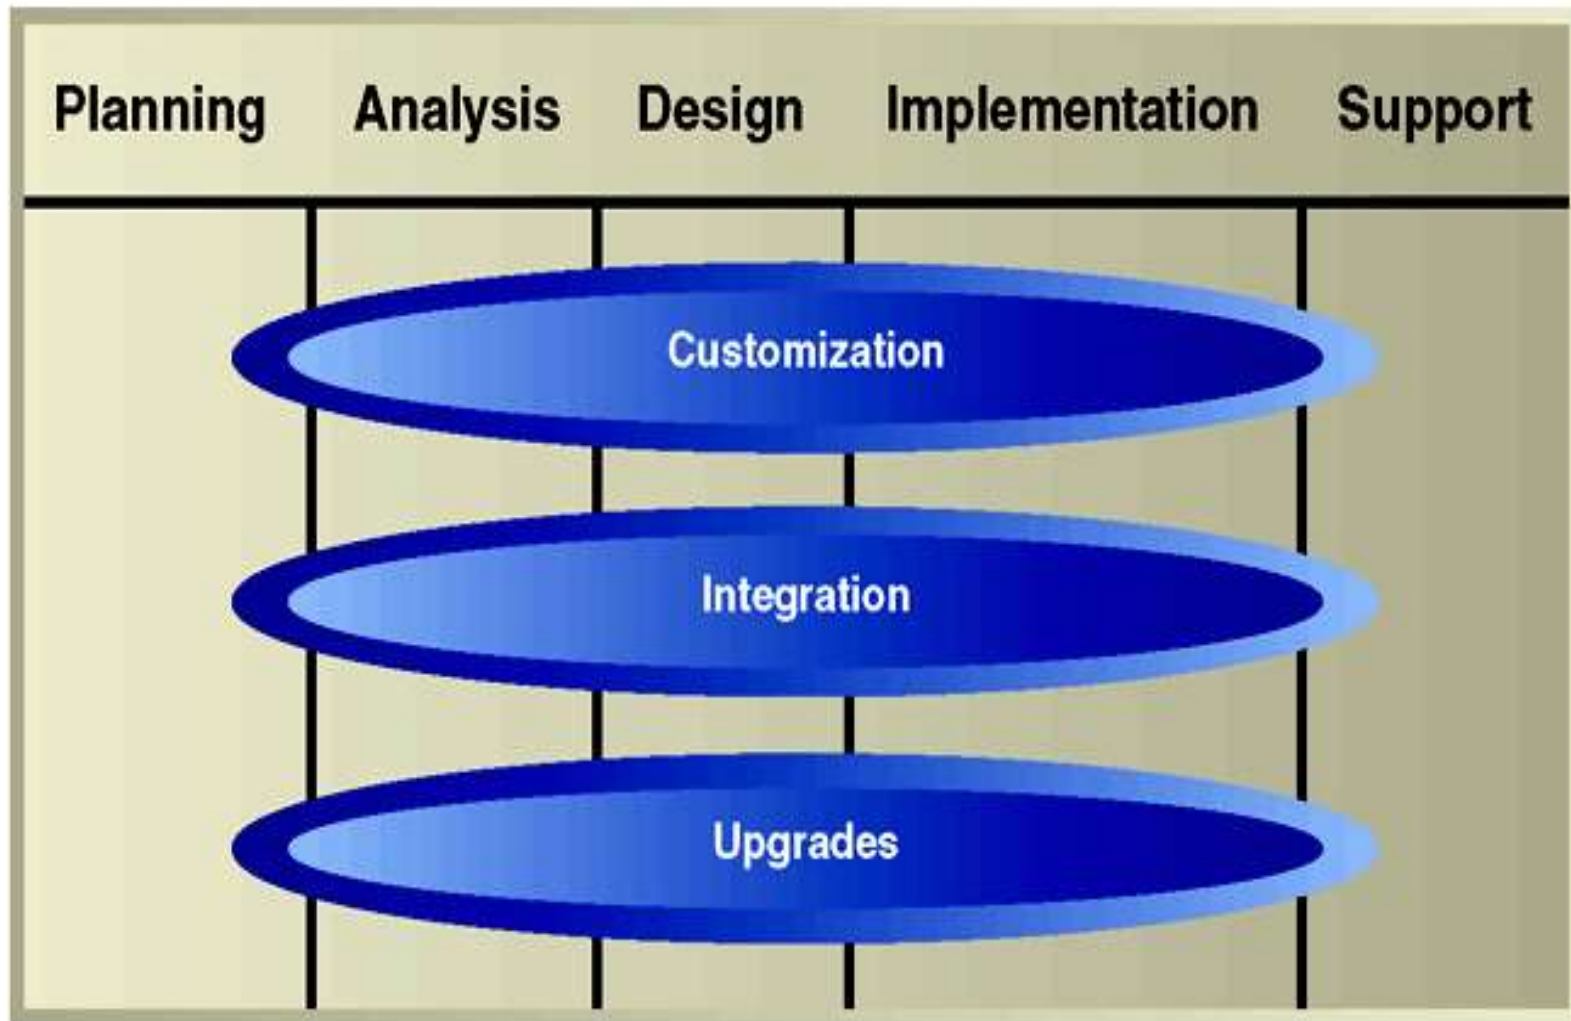 Planning Analysis Design Implementation Support
Customization
Integration
Upgrades